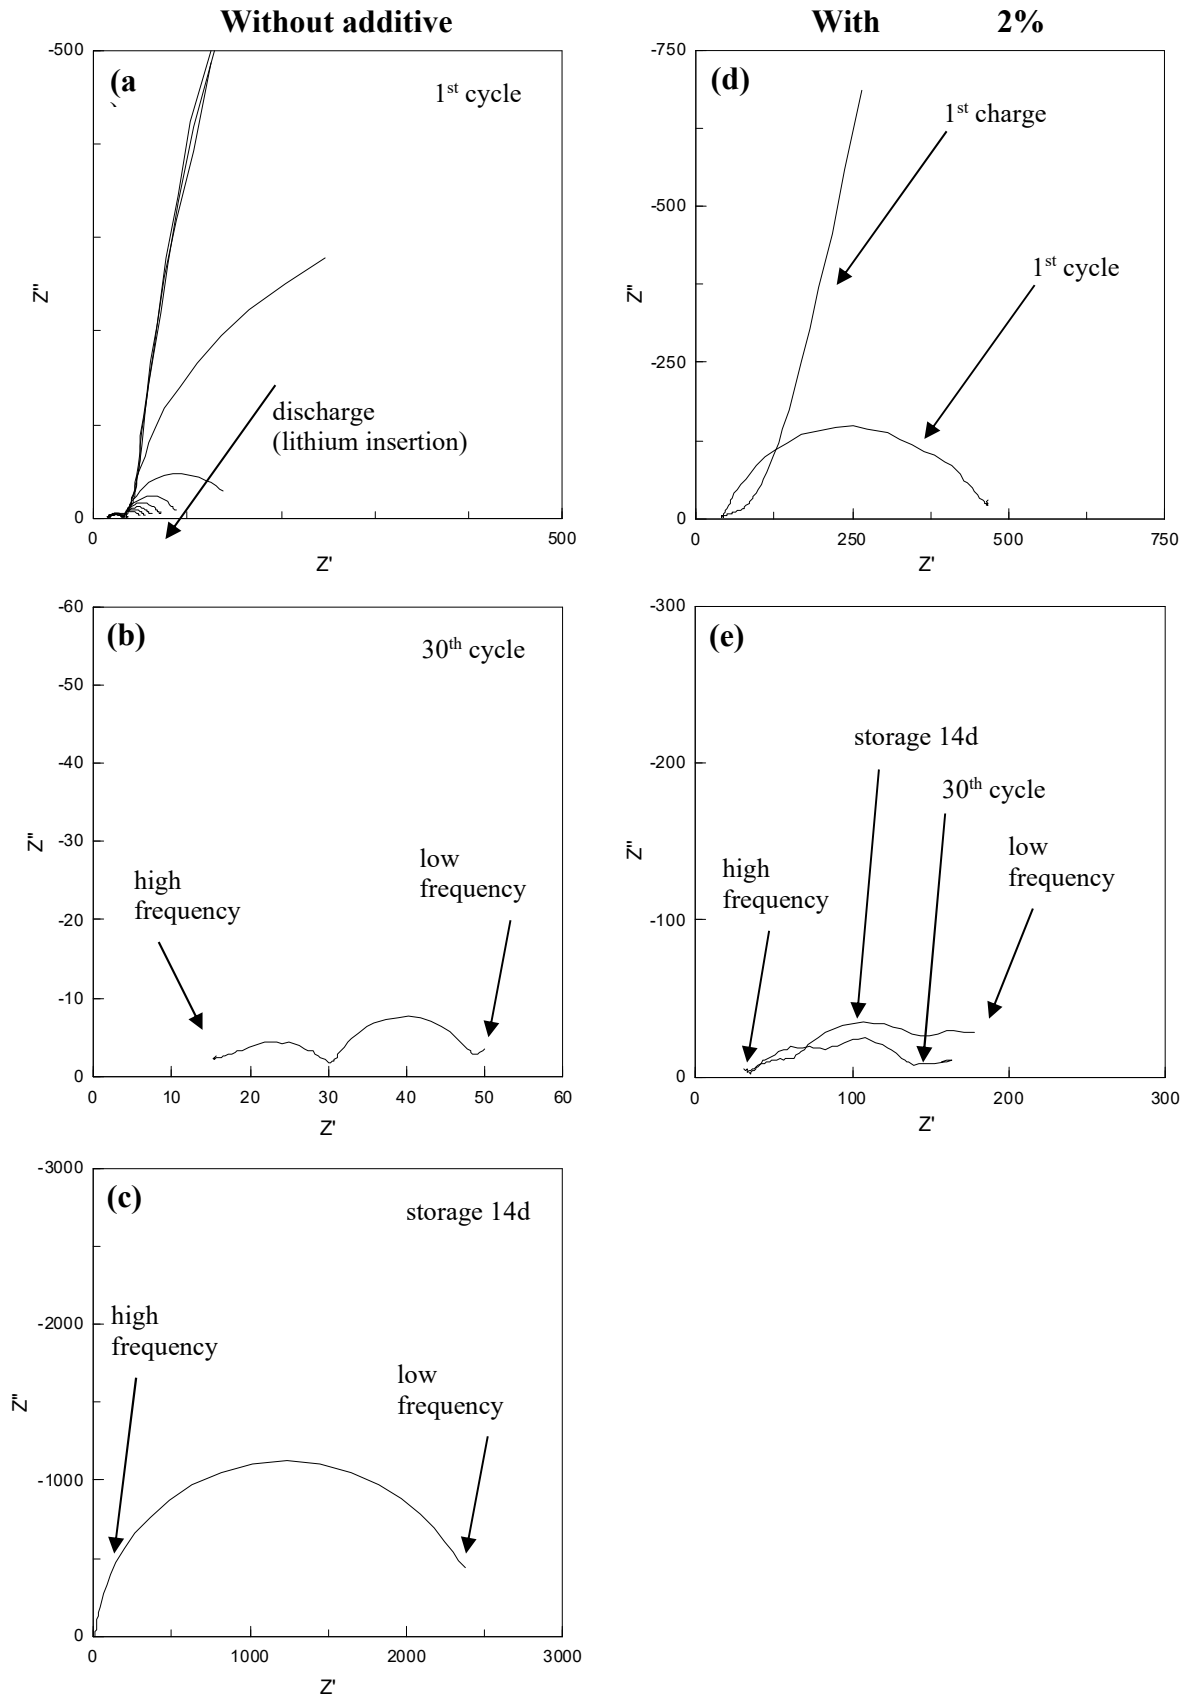 Without additive
With 2%
-500
(a
1st cycle
Z"
discharge
(lithium insertion)
0
0
500
Z'
-750
(d)
1st charge
-500
1st cycle
Z"
-250
0
0
250
500
750
Z'
-60
(b)
30th cycle
-50
-40
-30
Z"
low
frequency
high
frequency
-20
-10
0
0
10
20
30
40
50
60
Z'
-300
(e)
storage 14d
-200
30th cycle
Z"
low
frequency
high
frequency
-100
0
0
100
200
300
Z'
-3000
(c)
storage 14d
-2000
high
frequency
low
frequency
Z"
-1000
0
0
1000
2000
3000
Z'